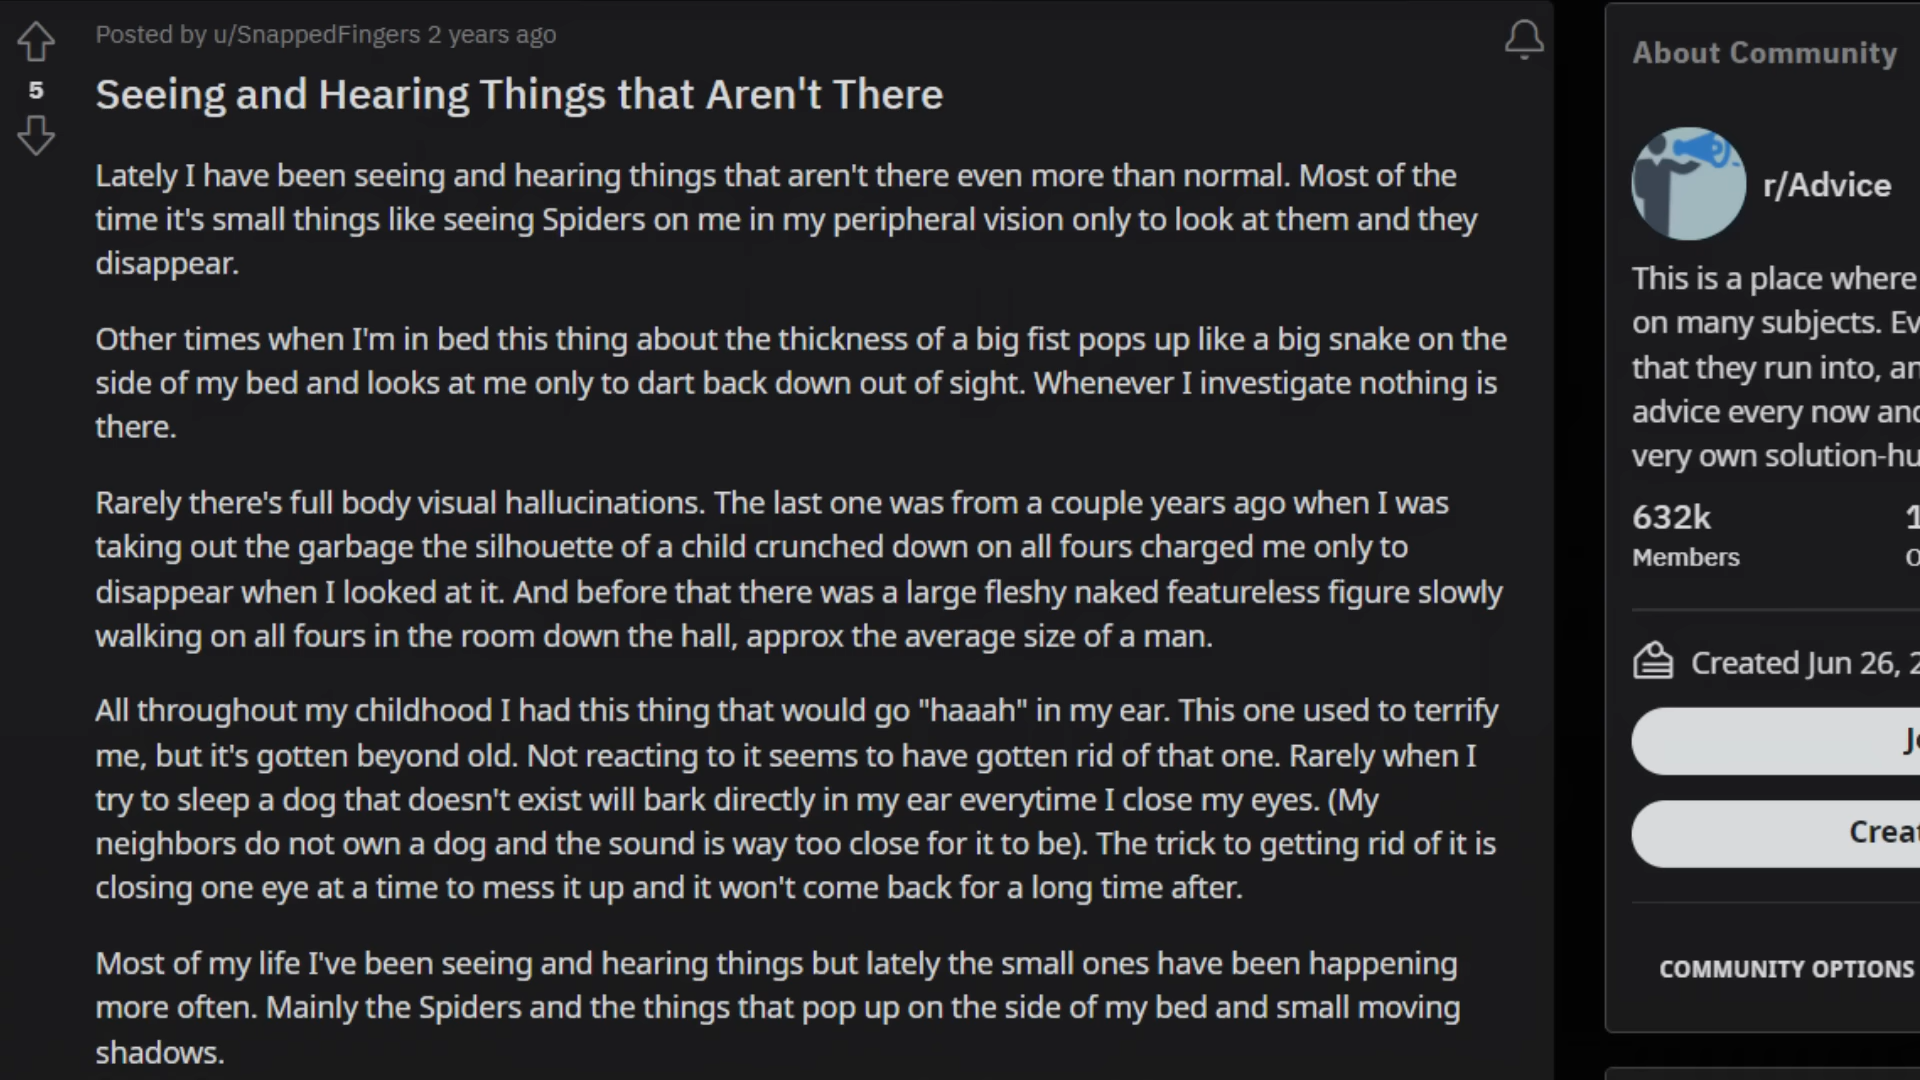 Posted by u/SnappedFingers 2 years ago
5
Seeing and Hearing Things that Aren't There
Lately I have been seeing and hearing things that aren't there even more than normal. Most of the
time it's small things like seeing Spiders on me in my peripheral vision only to look at them and they
disappear.
Other times when I'm in bed this thing about the thickness of a big fist pops up like a big snake on the
side of my bed and looks at me only to dart back down out of sight. Whenever I investigate nothing is
there.
Rarely there's full body visual hallucinations. The last one was from a couple years ago when I was
taking out the garbage the silhouette of a child crunched down on all fours charged me only to
disappear when I looked at it. And before that there was a large fleshy naked featureless figure slowly
walking on all fours in the room down the hall, approx the average size of a man.
All throughout my childhood I had this thing that would go "haaah" in my ear. This one used to terrify
me, but it's gotten beyond old. Not reacting to it seems to have gotten rid of that one. Rarely when I
try to sleep a dog that doesn't exist will bark directly in my ear everytime I close my eyes. (My
neighbors do not own a dog and the sound is way too close for it to be). The trick to getting rid of it is
closing one eye at a time to mess it up and it won't come back for a long time after.
Most of my life I've been seeing and hearing things but lately the small ones have been happening
more often. Mainly the Spiders and the things that pop up on the side of my bed and small moving
shadows.
About Community
r/Advice
This is a place where
on many subjects. Ev
that they run into, an
advice every now and
very own solution-hu
632k
Members
Created Jun 26, 2
Creat
COMMUNITY OPTIONS